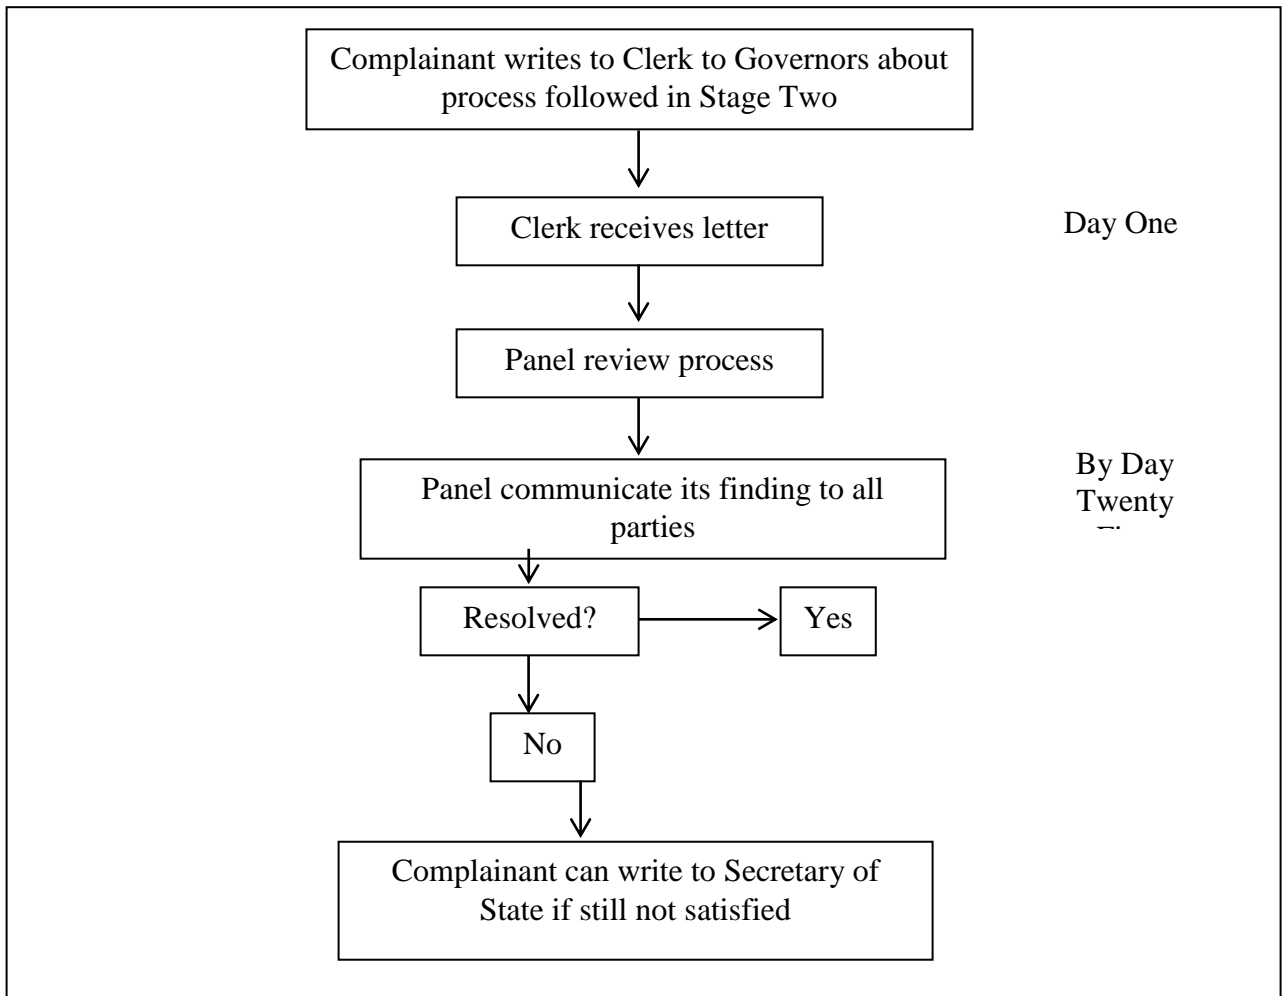 Complainant writes to Clerk to Governors about
process followed in Stage Two
Clerk receives letter
Day One
Panel review process
Panel communicate its finding to all
parties
By Day
Twenty
Resolved?
Yes
No
Complainant can write to Secretary of
State if still not satisfied